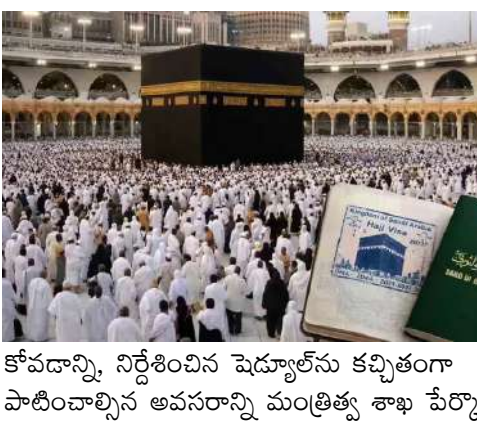 Kingdom of Saudi Arabia
Hajj Visa
కోవడాన్ని, నిర్దేశించిన షెడ్యూల్‌ను కచ్చితంగా
పాటించాల్సిన అవసరాన్ని మంత్రిత్వ శాఖ పేర్కొ